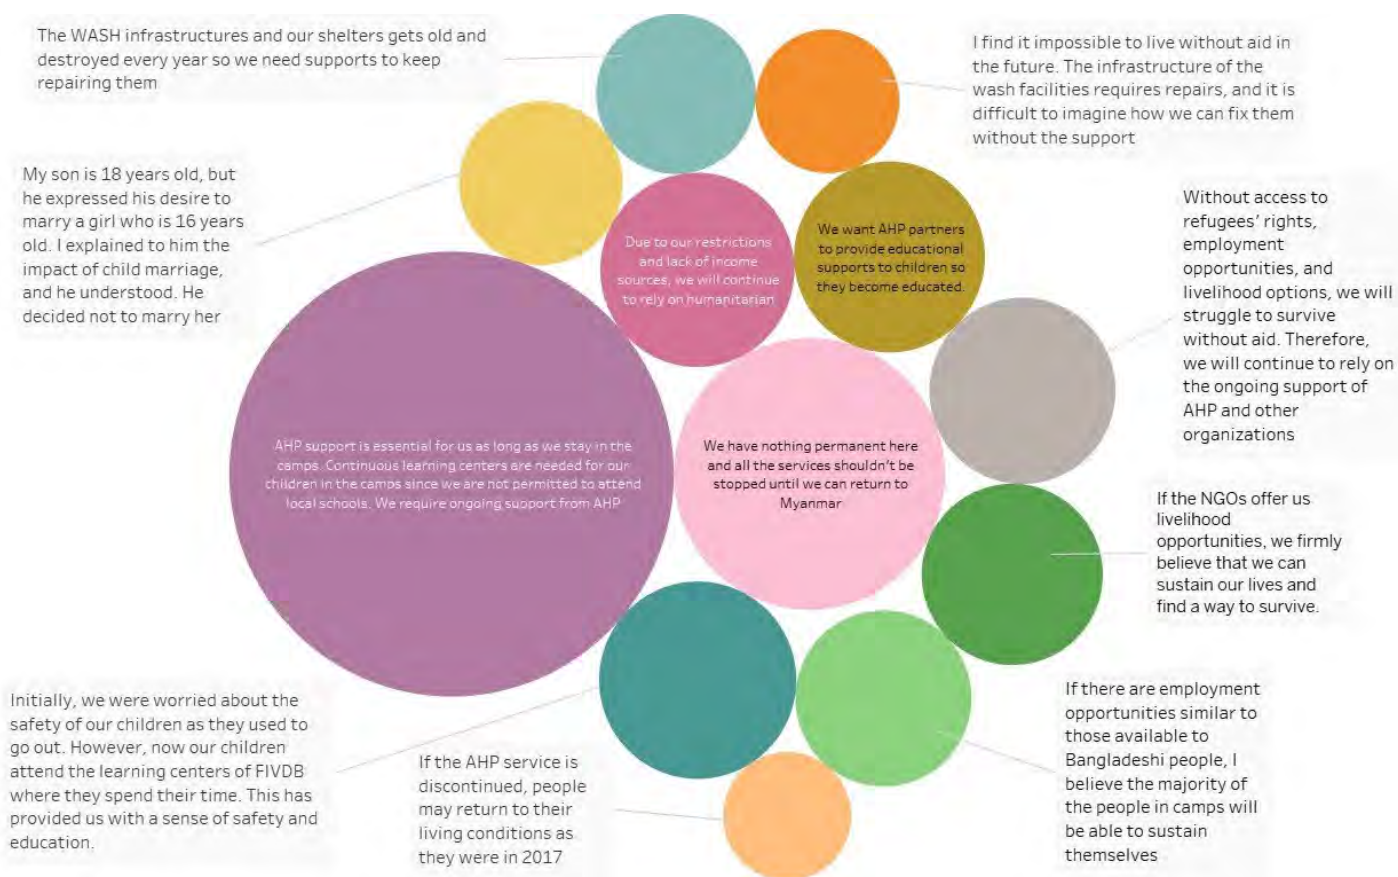 The WASH infrastructures and our shelters gets old and
destroyed every year so we need supports to keep
repairing them
I find it impossible to live without aid in
the future. The infrastructure of the
wash facilities requires repairs, and it is
difficult to imagine how we can fix them
without the support
My son is 18 years old, but
he expressed his desire to
marry a girl who is 16 years
old. I explained to him the
impact of child marriage,
and he understood. He
decided not to marry her
Due to our restrictions
and lack of income
sources, we will continue
to rely on humanitarian
We want AHP partners
to provide educational
supports to children so
they become educated.
Without access to
refugees' rights,
employment
opportunities, and
livelihood options, we will
struggle to survive
without aid. Therefore,
we will continue to rely on
the ongoing support of
AHP and other
organizations
AHP support is essential for us as long as we stay in the
camps. Continuous learning centers are needed for our
children in the camps since we are not permitted to attend
local schools. We require ongoing support from AHP
We have nothing permanent here
and all the services shouldn't be
stopped until we can return to
Myanmar
If the NGOs offer us
livelihood
opportunities, we firmly
believe that we can
sustain our lives and
find a way to survive.
Initially, we were worried about the
safety of our children as they used to
go out. However, now our children
attend the learning centers of FIVDB
where they spend their time. This has
provided us with a sense of safety and
education.
If the AHP service is
discontinued, people
may return to their
living conditions as
they were in 2017
If there are employment
opportunities similar to
those available to
Bangladeshi people, I
believe the majority of
the people in camps will
be able to sustain
themselves